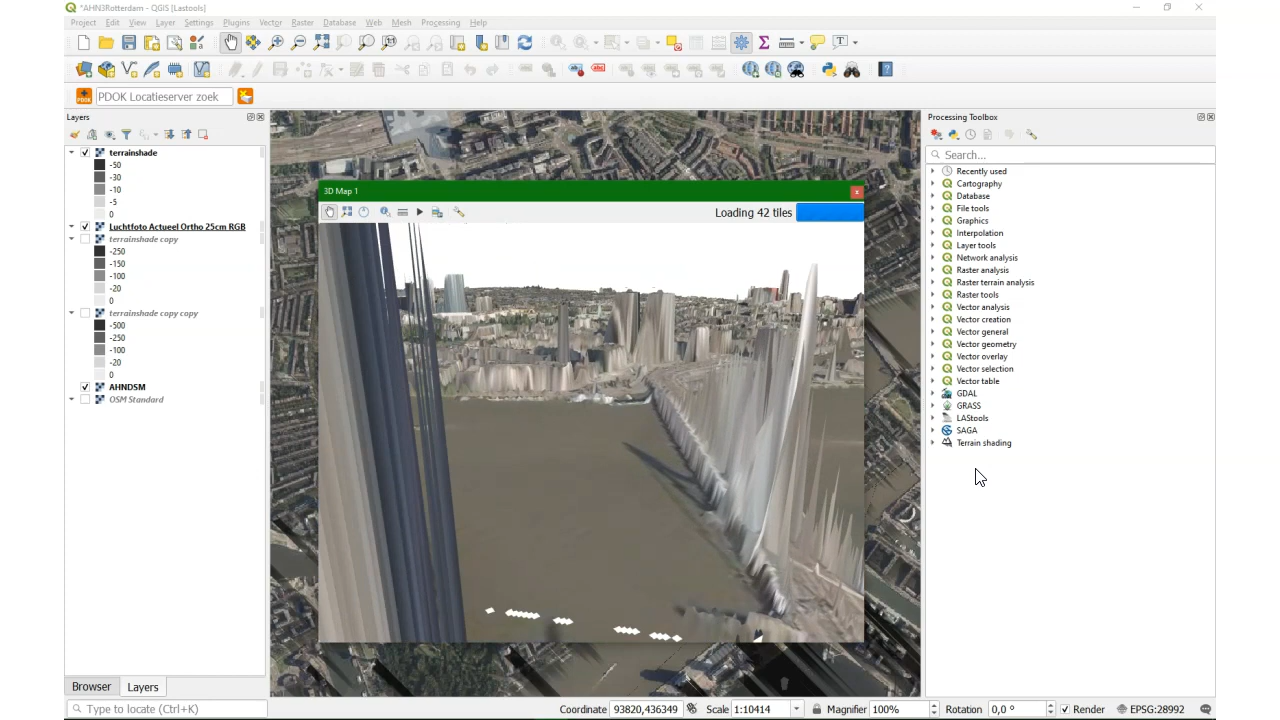 *AHN3Rotterdam - QGIS [Lastools]
Project Edit View Layer Settings Plugins Vector Raster Database Web Mesh Processing Help
PDOK Locatieserver zoek
Layers
terrainshade
-50
-30
-10
-5
0
Luchtfoto Actueel Ortho 25cm RGB
terrainshade copy
-250
-150
-100
-20
0
terrainshade copy copy
-500
-250
-100
-20
0
AHNDSM
OSM Standard
Browser Layers
3D Map 1
Loading 42 tiles
Processing Toolbox
Search...
Recently used
Cartography
Database
File tools
Graphics
Interpolation
Layer tools
Network analysis
Raster analysis
Raster terrain analysis
Raster tools
Vector analysis
Vector creation
Vector general
Vector geometry
Vector overlay
Vector selection
Vector table
GDAL
GRASS
LAStools
SAGA
Terrain shading
Type to locate (Ctrl+K) Coordinate 93820,436349 Scale 1:10414 Magnifier 100% Rotation 0,0 ° Render EPSG:28992